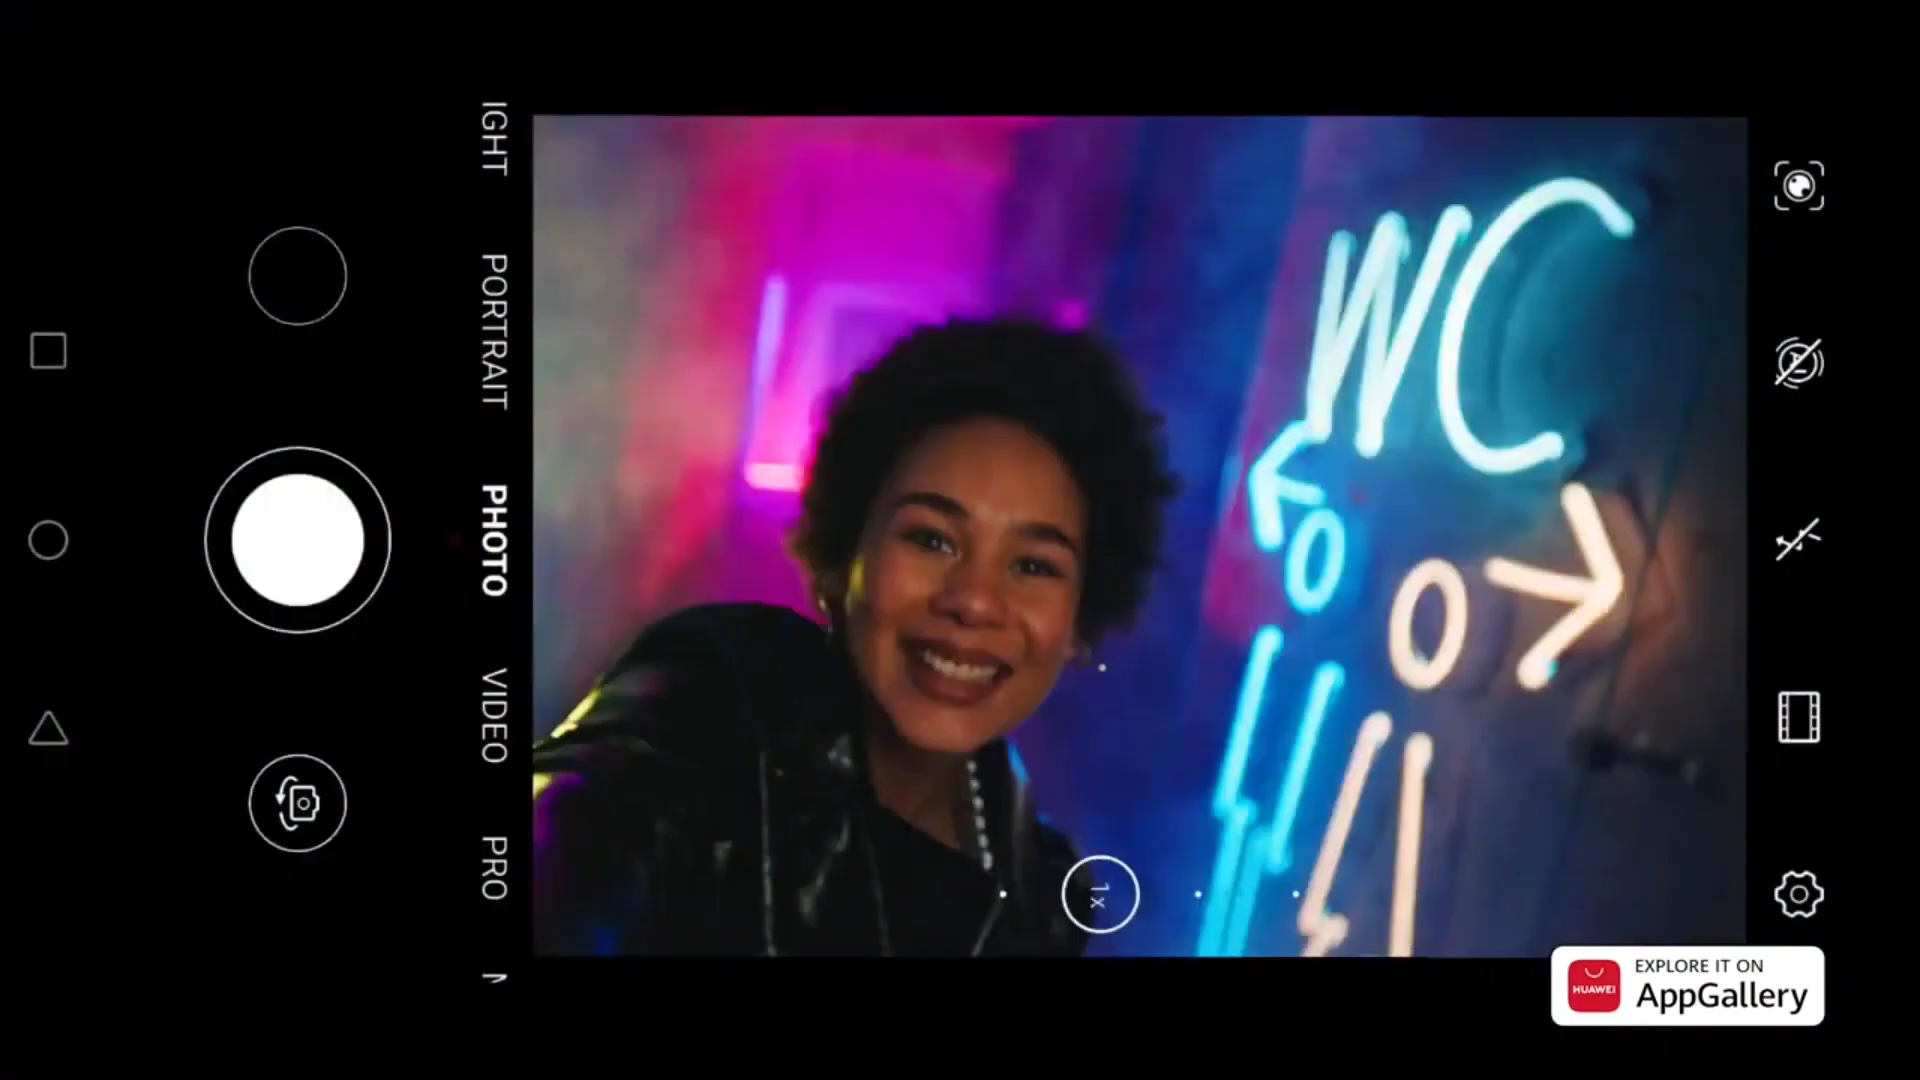 IGHT
PORTRAIT
PHOTO
VIDEO
PRO
WC
1x
EXPLORE IT ON
HUAWEI
AppGallery